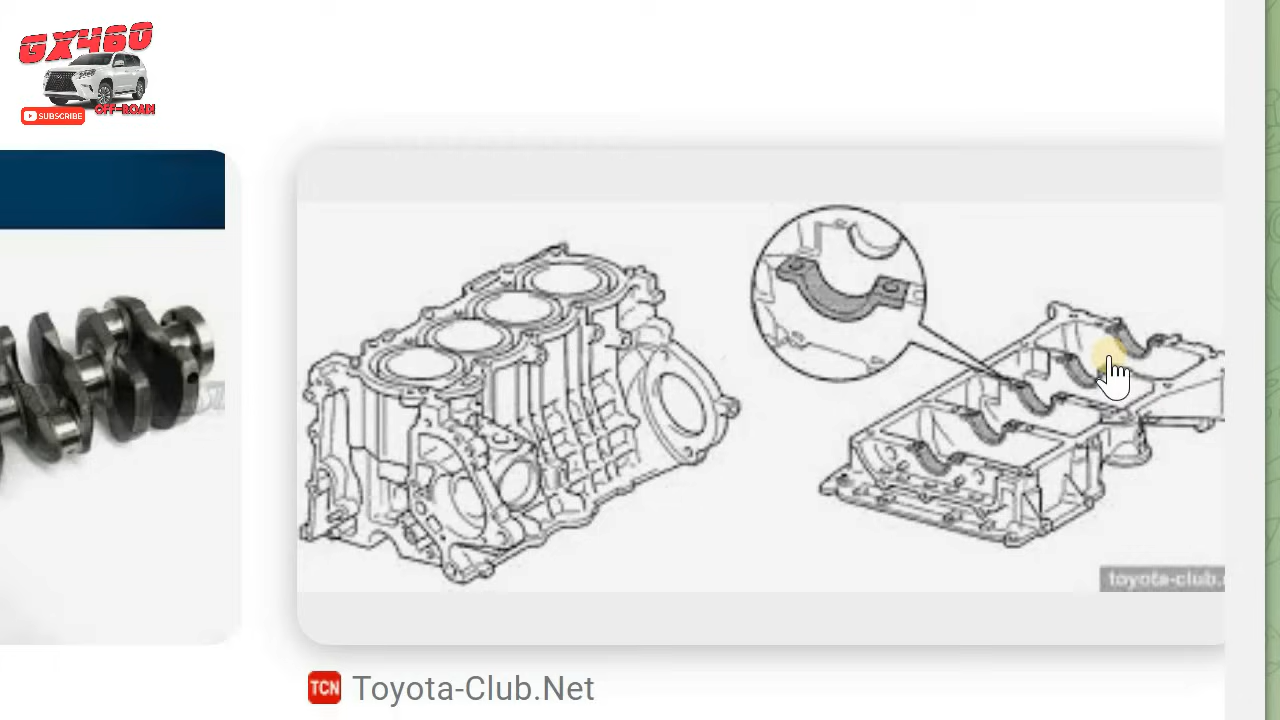 GX460
OFF-ROAD
SUBSCRIBE
toyota-club.
TCN Toyota-Club.Net